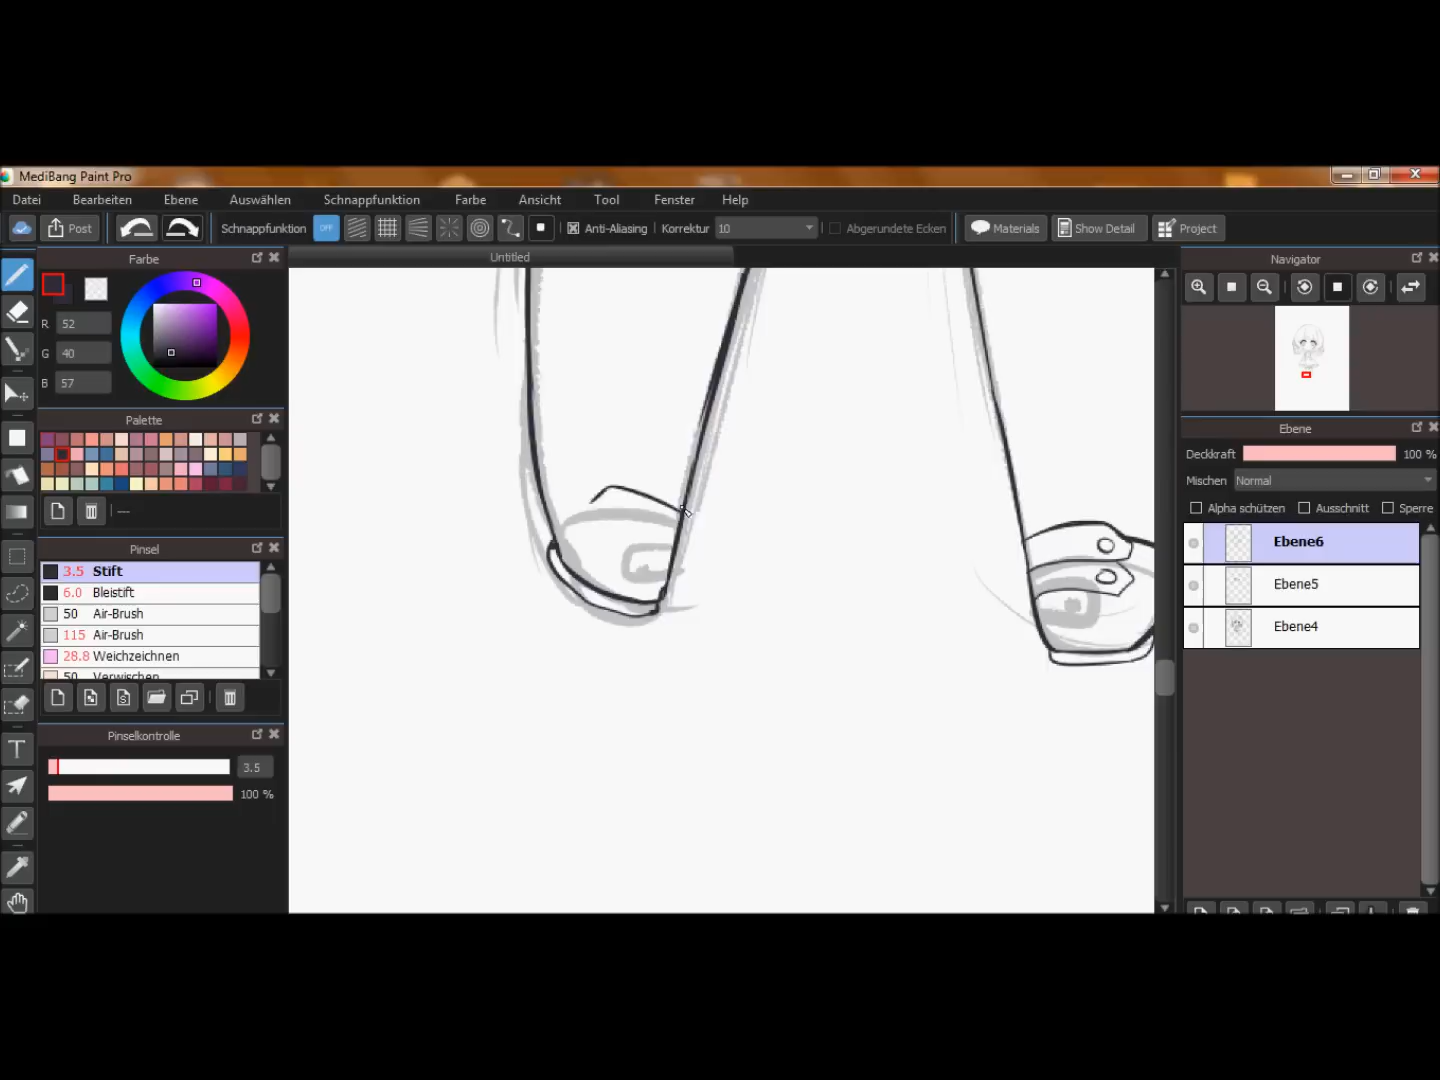 MediBang Paint Pro
Datei Bearbeiten Ebene Auswählen Schnappfunktion Farbe Ansicht Tool Fenster Help
Post Schnappfunktion OFF Anti-Aliasing Korrektur 10 Abgerundete Ecken Materials Show Detail Project
Farbe
Untitled
Navigator
R 52
G 40
B 57
Palette
---
Pinsel
3.5 Stift
6.0 Bleistift
50 Air-Brush
115 Air-Brush
28.8 Weichzeichnen
50 Verwischen
Pinselkontrolle
3.5
100 %
Ebene
Deckkraft 100 %
Mischen Normal
Alpha schützen Ausschnitt Sperre
Ebene6
Ebene5
Ebene4